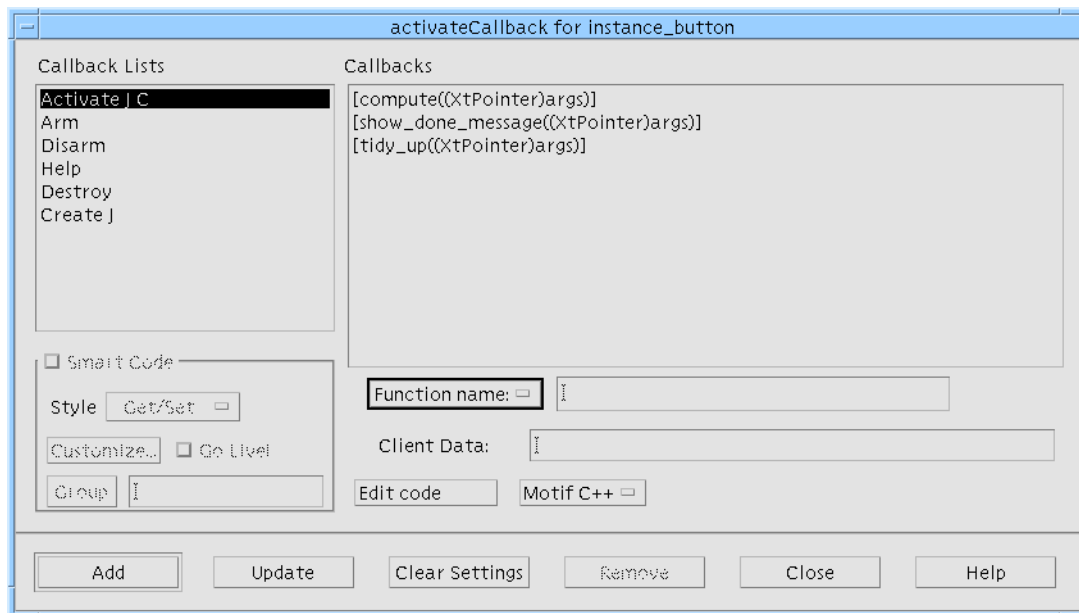 activateCallback for instance_button
Callback Lists
Callbacks
Activate J C
Arm
Disarm
Help
Destroy
Create J
[compute((XtPointer)args)]
[show_done_message((XtPointer)args)]
[tidy_up((XtPointer)args)]
Smart Code
Style Get/Set
Customize... Go Live!
Group
Function name:
Client Data:
Edit code Motif C++
Add Update Clear Settings Remove Close Help